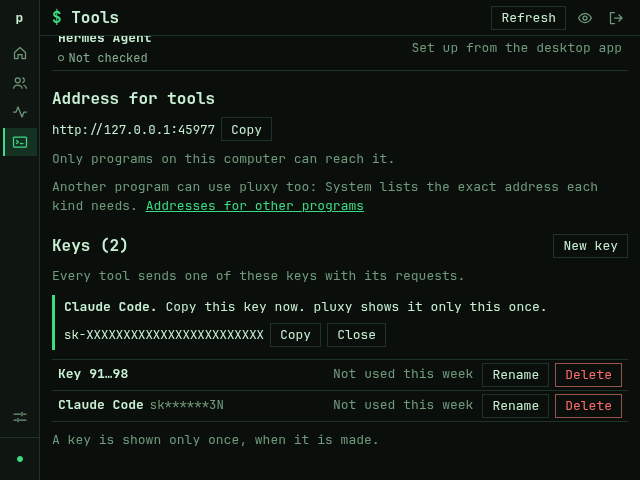 p
$ Tools
Refresh
Hermes Agent
Not checked
Set up from the desktop app
Address for tools
http://127.0.0.1:45977 Copy
Only programs on this computer can reach it.
Another program can use pluxy too: System lists the exact address each
kind needs. Addresses for other programs
Keys (2)
New key
Every tool sends one of these keys with its requests.
Claude Code. Copy this key now. pluxy shows it only this once.
sk-XXXXXXXXXXXXXXXXXXXXXXXX Copy Close
Key 91…98 Not used this week Rename Delete
Claude Code sk******3N Not used this week Rename Delete
A key is shown only once, when it is made.